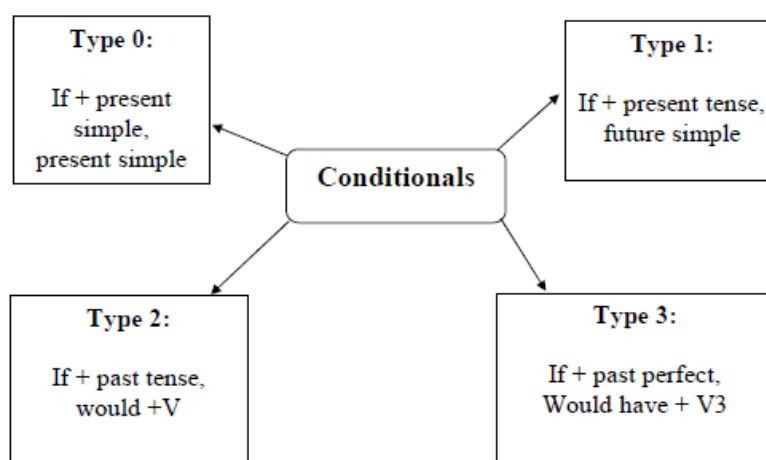 Type 0:
If + present
simple,
present simple
Type 1:
If + present tense,
future simple
Conditionals
Type 2:
If + past tense,
would +V
Type 3:
If + past perfect,
Would have + V3